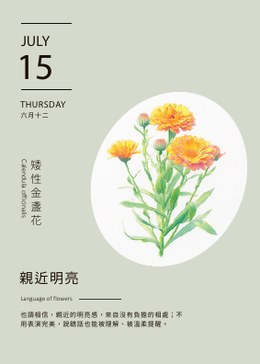 JULY
15
THURSDAY
六月十二
矮性金盞花
Calendula officinalis
親近明亮
Language of flowers
也請相信，親近的明亮感，來自沒有負擔的相處；不
用表演完美，說錯話也能被理解、被溫柔提醒。